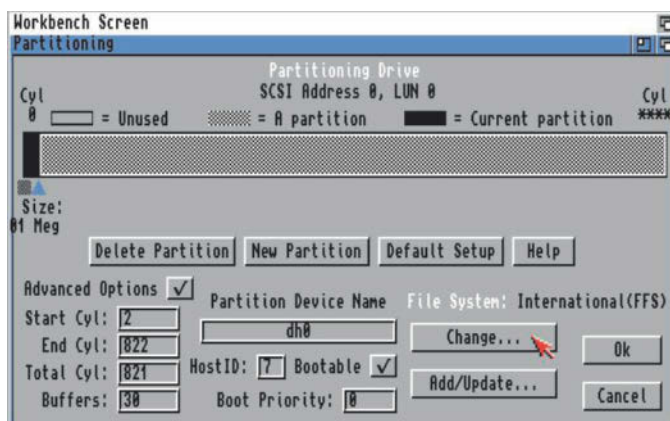 Workbench Screen
Partitioning
Partitioning Drive
SCSI Address 0, LUN 0
Cyl
0
= Unused
= A partition
= Current partition
Cyl
****
Size:
01 Meg
Delete Partition
New Partition
Default Setup
Help
Advanced Options
Start Cyl: 2
End Cyl: 822
Total Cyl: 821
Buffers: 30
Partition Device Name
dh0
HostID: 7 Bootable
Boot Priority: 0
File System: International(FFS)
Change...
Add/Update...
Ok
Cancel